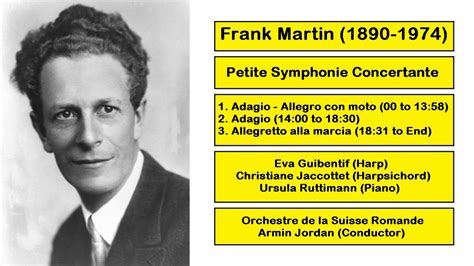 Frank Martin (1890-1974)
Petite Symphonie Concertante
1. Adagio - Allegro con moto (00 to 13:58)
2. Adagio (14:00 to 18:30)
3. Allegretto alla marcia (18:31 to End)
Eva Guibentif (Harp)
Christiane Jaccottet (Harpsichord)
Ursula Ruttimann (Piano)
Orchestre de la Suisse Romande
Armin Jordan (Conductor)